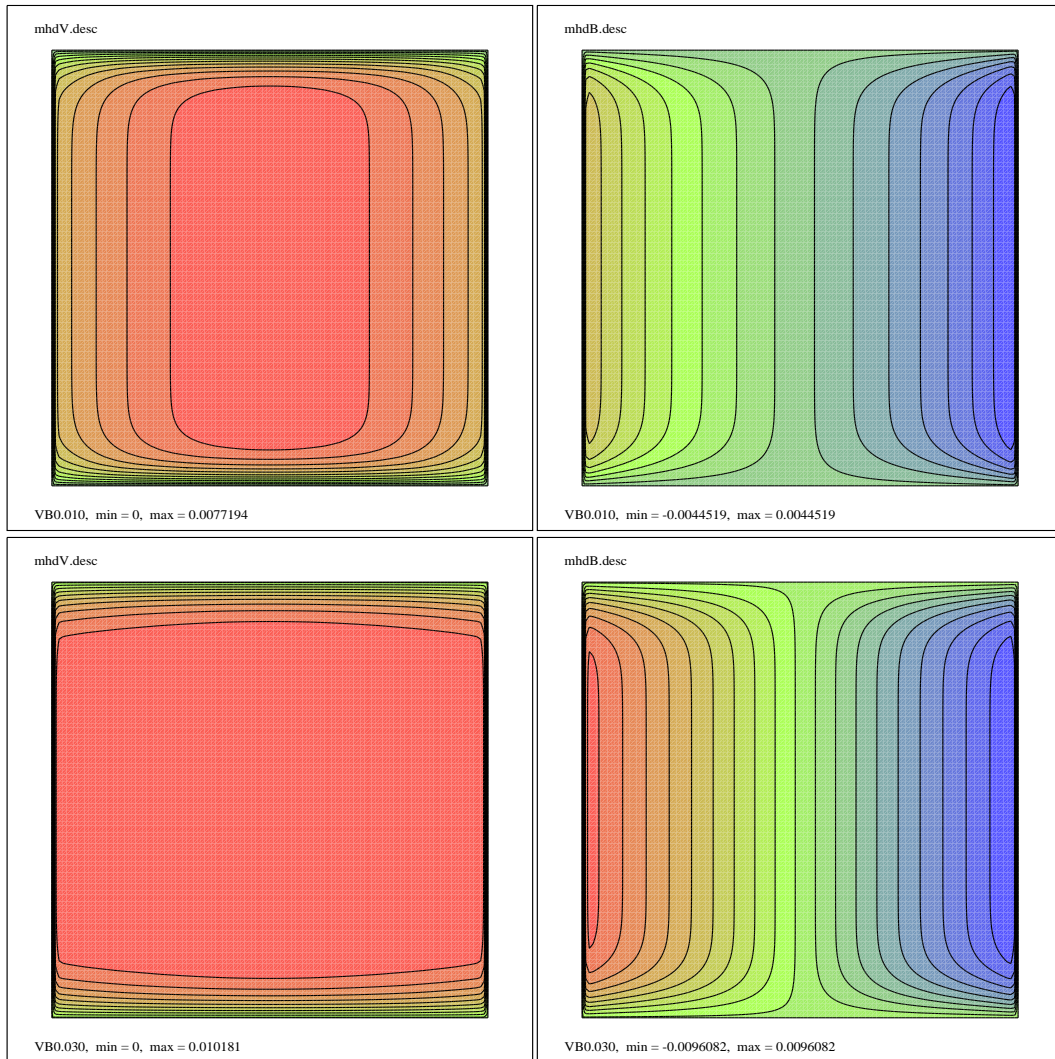 mhdV.desc
VB0.010, min = 0, max = 0.0077194
mhdB.desc
VB0.010, min = -0.0044519, max = 0.0044519
mhdV.desc
VB0.030, min = 0, max = 0.010181
mhdB.desc
VB0.030, min = -0.0096082, max = 0.0096082